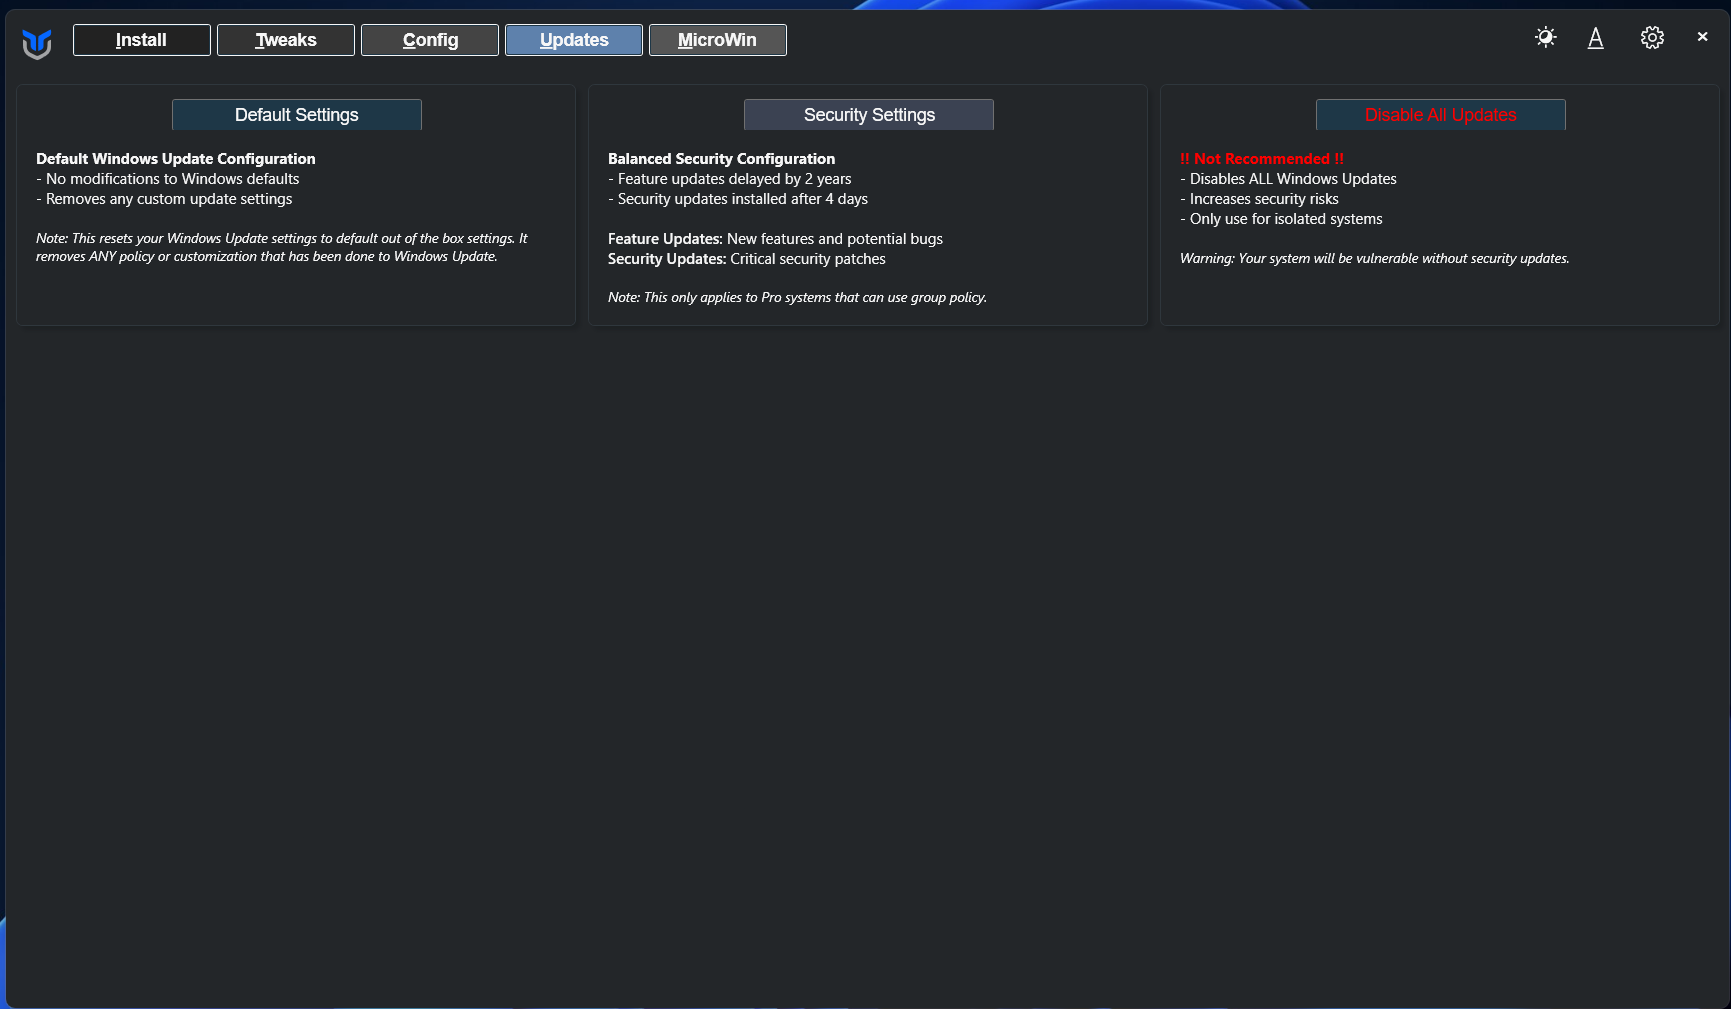 Install
Tweaks
Config
Updates
MicroWin
A
Default Settings
Default Windows Update Configuration
- No modifications to Windows defaults
- Removes any custom update settings
Note: This resets your Windows Update settings to default out of the box settings. It
removes ANY policy or customization that has been done to Windows Update.
Security Settings
Balanced Security Configuration
- Feature updates delayed by 2 years
- Security updates installed after 4 days
Feature Updates: New features and potential bugs
Security Updates: Critical security patches
Note: This only applies to Pro systems that can use group policy.
Disable All Updates
!! Not Recommended !!
- Disables ALL Windows Updates
- Increases security risks
- Only use for isolated systems
Warning: Your system will be vulnerable without security updates.